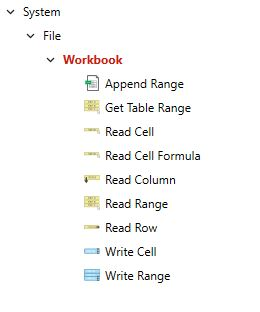 System
File
Workbook
Append Range
Get Table Range
Read Cell
Read Cell Formula
Read Column
Read Range
Read Row
Write Cell
Write Range